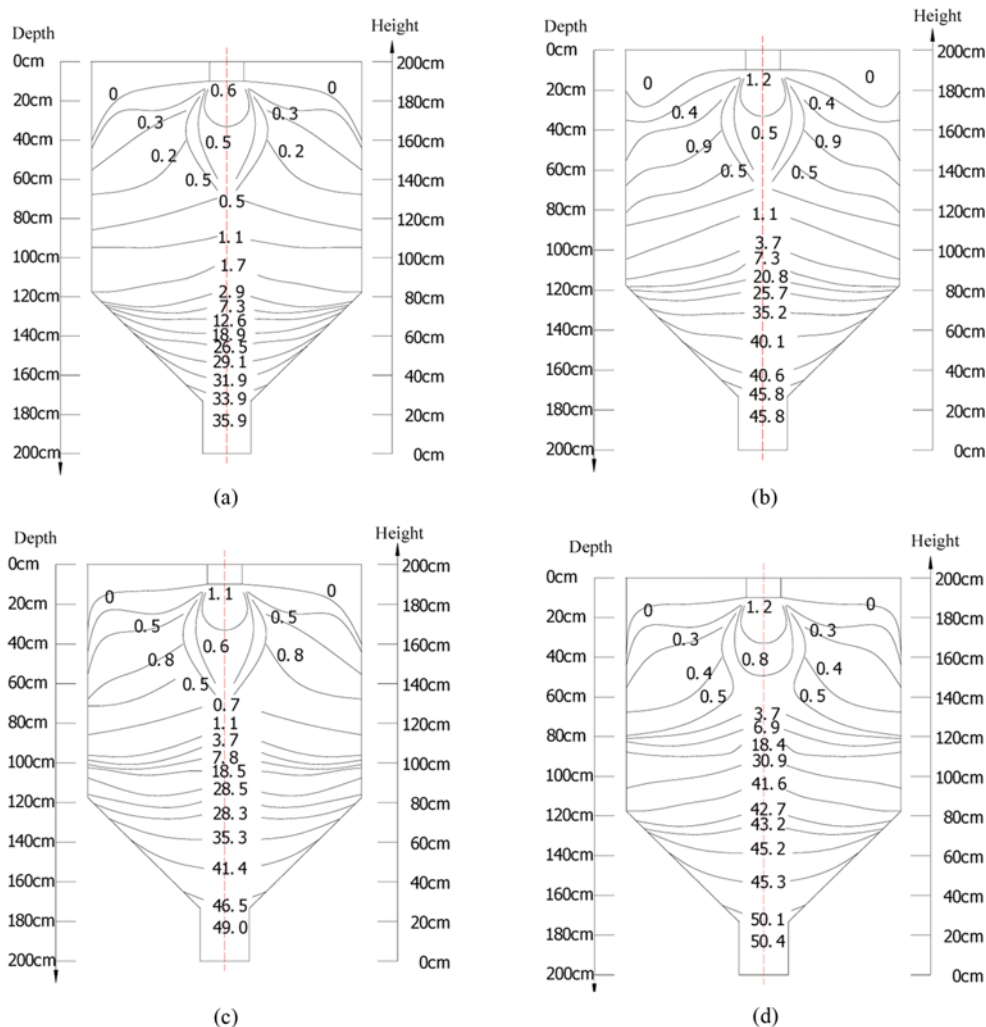 Depth
Height
0cm
20cm
40cm
60cm
80cm
100cm
120cm
140cm
160cm
180cm
200cm
0
0.6
0
0.3
0.3
0.5
0.2
0.2
0.5
0.5
1.1
1.7
2.9
7.3
12.6
18.9
26.5
29.1
31.9
33.9
35.9
200cm
180cm
160cm
140cm
120cm
100cm
80cm
60cm
40cm
20cm
0cm
(a)
Depth
Height
0cm
20cm
40cm
60cm
80cm
100cm
120cm
140cm
160cm
180cm
200cm
0
1.2
0
0.4
0.4
0.5
0.9
0.9
0.5
0.5
1.1
3.7
7.3
20.8
25.7
35.2
40.1
40.6
45.8
45.8
200cm
180cm
160cm
140cm
120cm
100cm
80cm
60cm
40cm
20cm
0cm
(b)
Depth
Height
0cm
20cm
40cm
60cm
80cm
100cm
120cm
140cm
160cm
180cm
200cm
0
1.1
0
0.5
0.5
0.6
0.8
0.8
0.5
0.7
1.1
3.7
7.8
18.5
28.5
28.3
35.3
41.4
46.5
49.0
200cm
180cm
160cm
140cm
120cm
100cm
80cm
60cm
40cm
20cm
0cm
(c)
Depth
Height
0cm
20cm
40cm
60cm
80cm
100cm
120cm
140cm
160cm
180cm
200cm
0
1.2
0
0.3
0.3
0.8
0.4
0.4
0.5
0.5
3.7
6.9
18.4
30.9
41.6
42.7
43.2
45.2
45.3
50.1
50.4
200cm
180cm
160cm
140cm
120cm
100cm
80cm
60cm
40cm
20cm
0cm
(d)